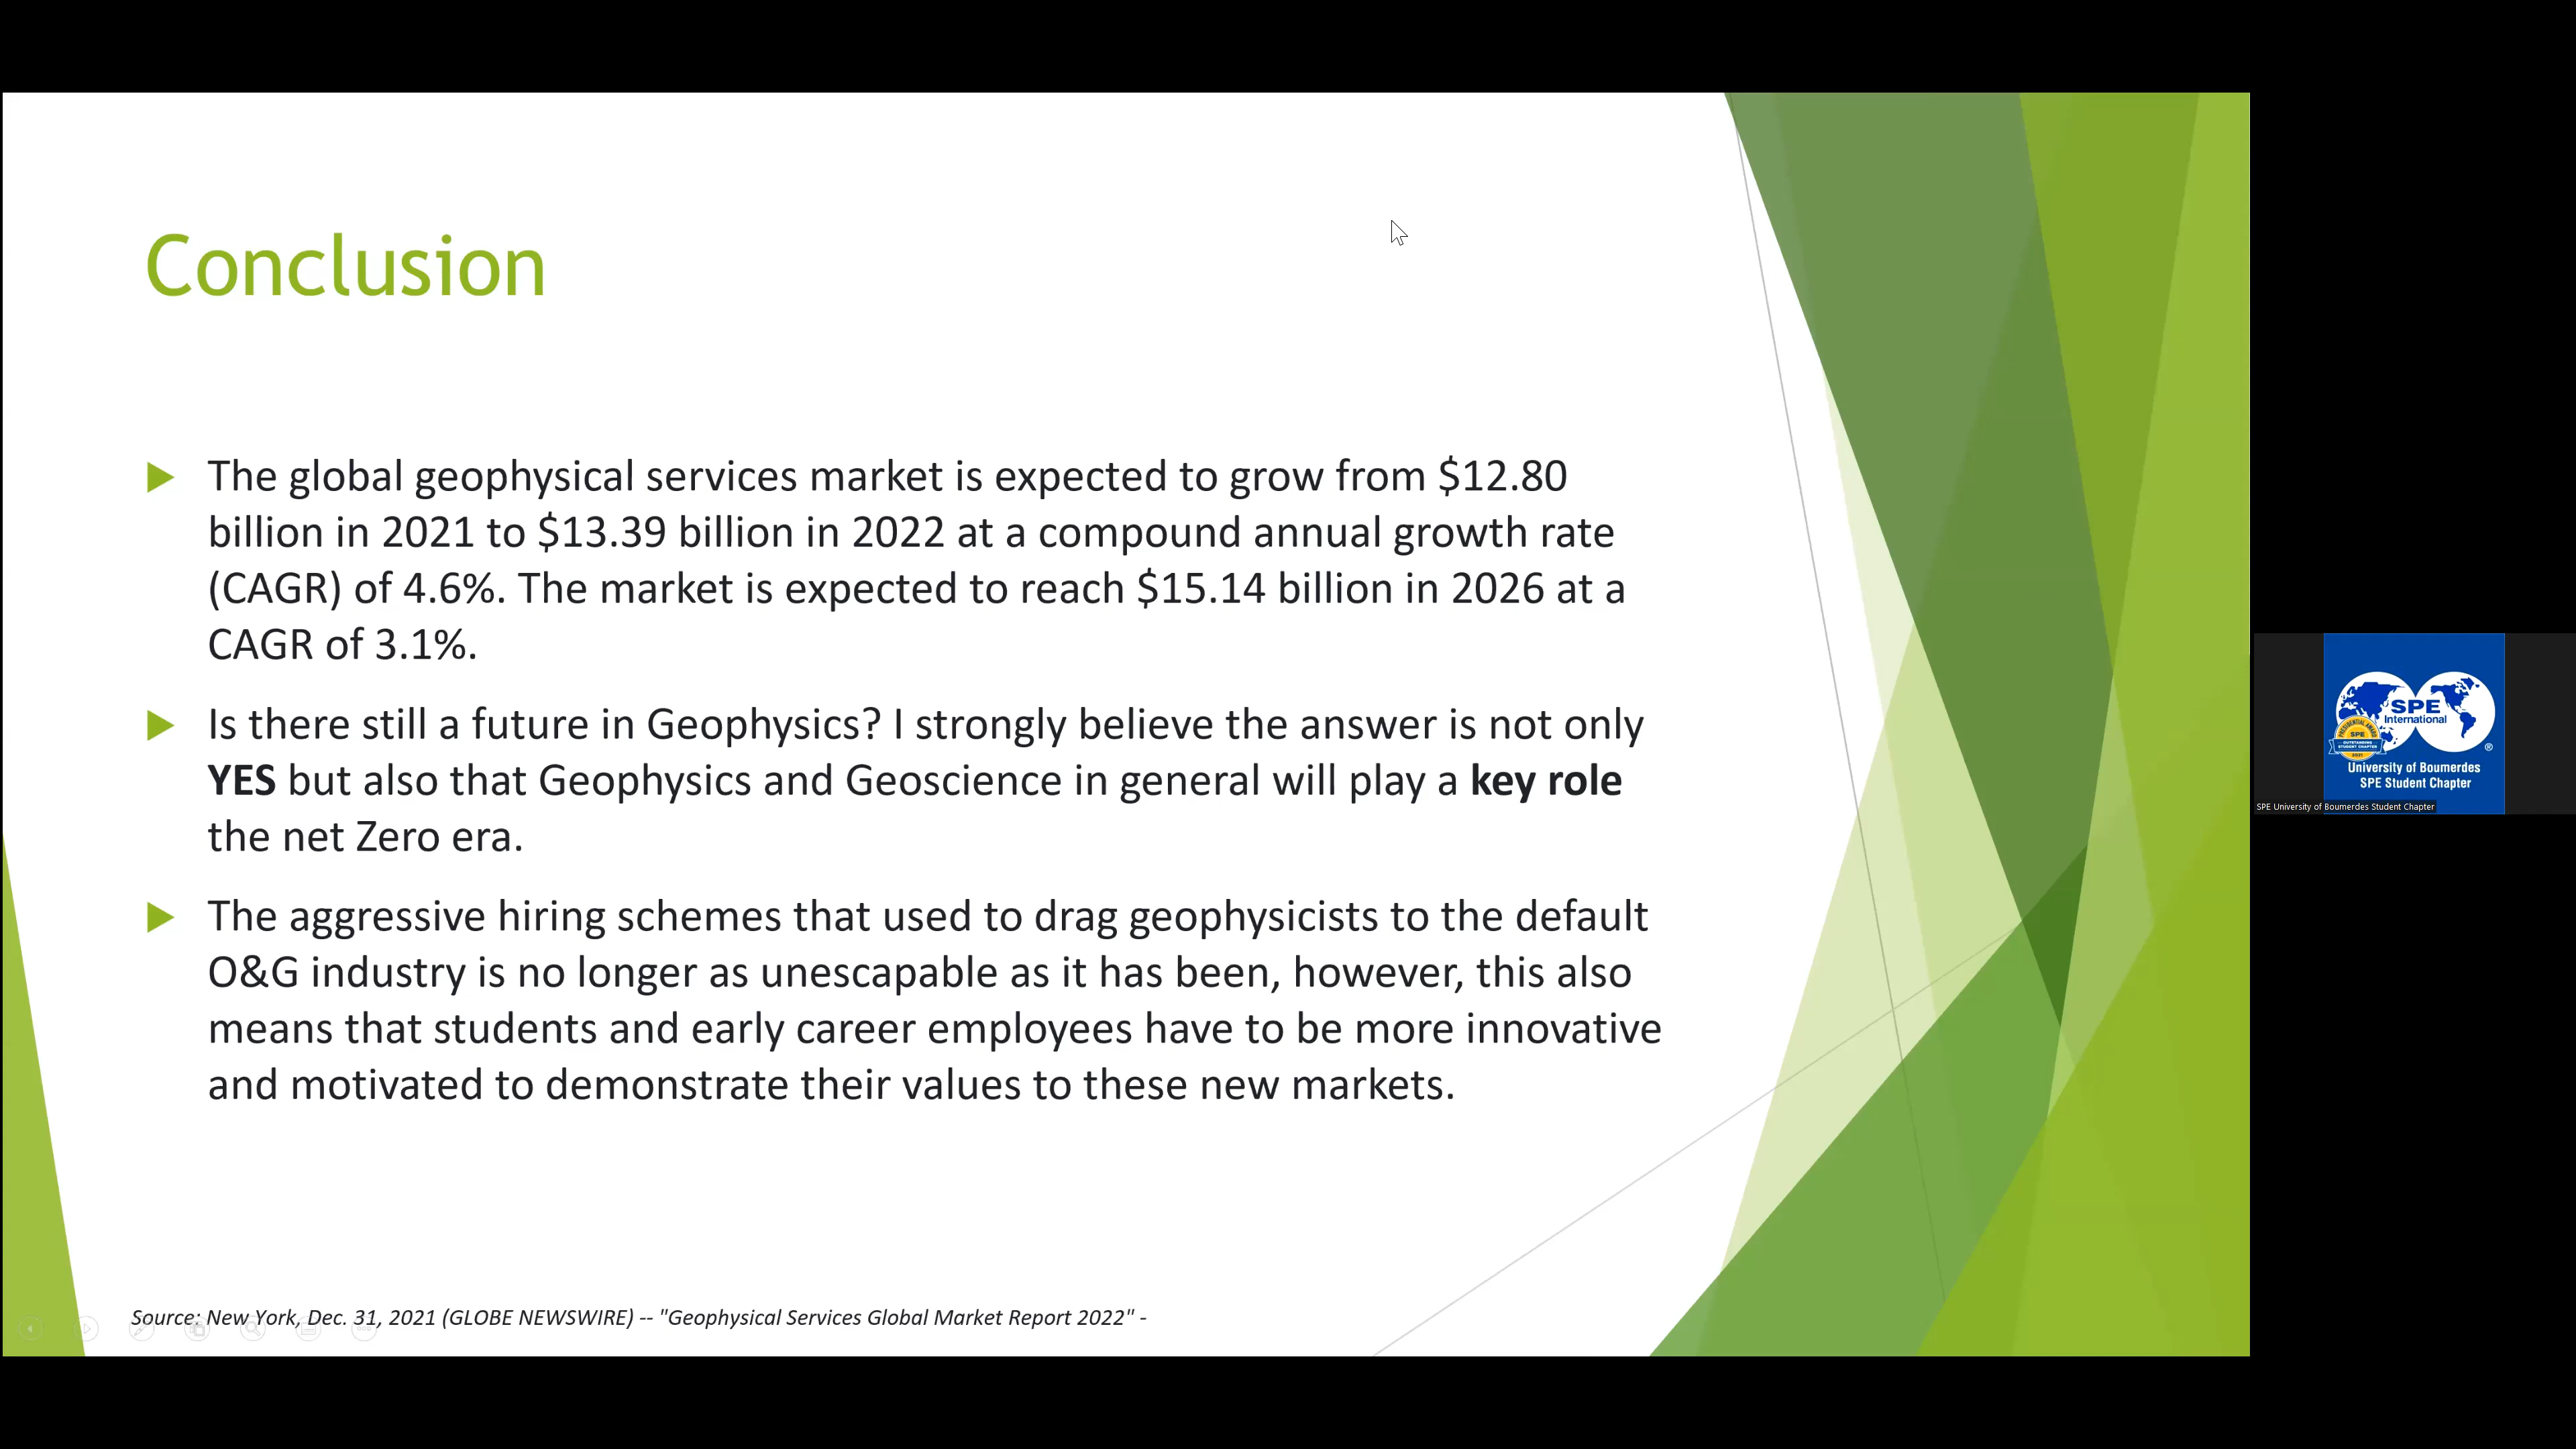 Conclusion
The global geophysical services market is expected to grow from $12.80
billion in 2021 to $13.39 billion in 2022 at a compound annual growth rate
(CAGR) of 4.6%. The market is expected to reach $15.14 billion in 2026 at a
CAGR of 3.1%.
Is there still a future in Geophysics? I strongly believe the answer is not only
YES but also that Geophysics and Geoscience in general will play a key role
the net Zero era.
The aggressive hiring schemes that used to drag geophysicists to the default
O&G industry is no longer as unescapable as it has been, however, this also
means that students and early career employees have to be more innovative
and motivated to demonstrate their values to these new markets.
Source: New York, Dec. 31, 2021 (GLOBE NEWSWIRE) -- "Geophysical Services Global Market Report 2022" -
SPE
International
®
PRESIDENTIAL AWARD
SPE
OUTSTANDING
STUDENT CHAPTER
2021
University of Boumerdes
SPE Student Chapter
SPE University of Boumerdes Student Chapter